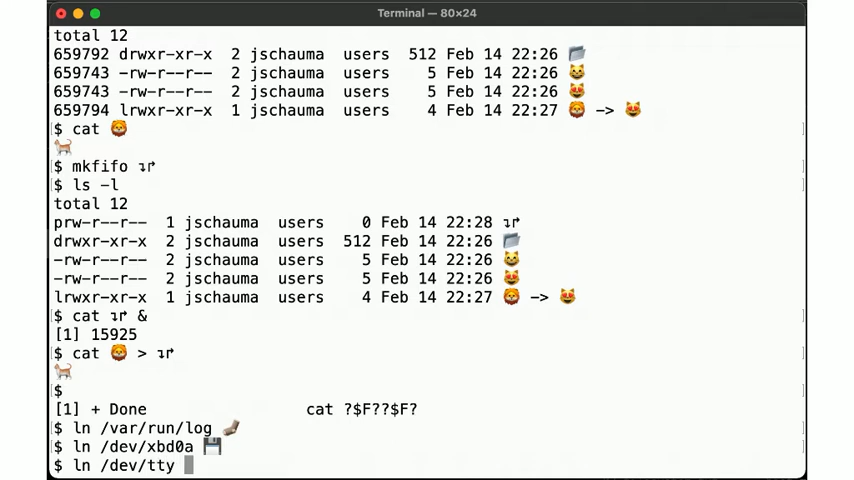 Terminal — 80×24
total 12
659792 drwxr-xr-x  2 jschauma  users  512 Feb 14 22:26 📁
659743 -rw-r--r--  2 jschauma  users    5 Feb 14 22:26 😺
659743 -rw-r--r--  2 jschauma  users    5 Feb 14 22:26 😻
659794 lrwxr-xr-x  1 jschauma  users    4 Feb 14 22:27 🦁 -> 😻
$ cat 🦁
🐈
$ mkfifo ↴↱
$ ls -l
total 12
prw-r--r--  1 jschauma  users    0 Feb 14 22:28 ↴↱
drwxr-xr-x  2 jschauma  users  512 Feb 14 22:26 📁
-rw-r--r--  2 jschauma  users    5 Feb 14 22:26 😺
-rw-r--r--  2 jschauma  users    5 Feb 14 22:26 😻
lrwxr-xr-x  1 jschauma  users    4 Feb 14 22:27 🦁 -> 😻
$ cat ↴↱ &
[1] 15925
$ cat 🦁 > ↴↱
🐈
$
[1] + Done                 cat ?$F??$F?
$ ln /var/run/log 🧦
$ ln /dev/xbd0a 💾
$ ln /dev/tty